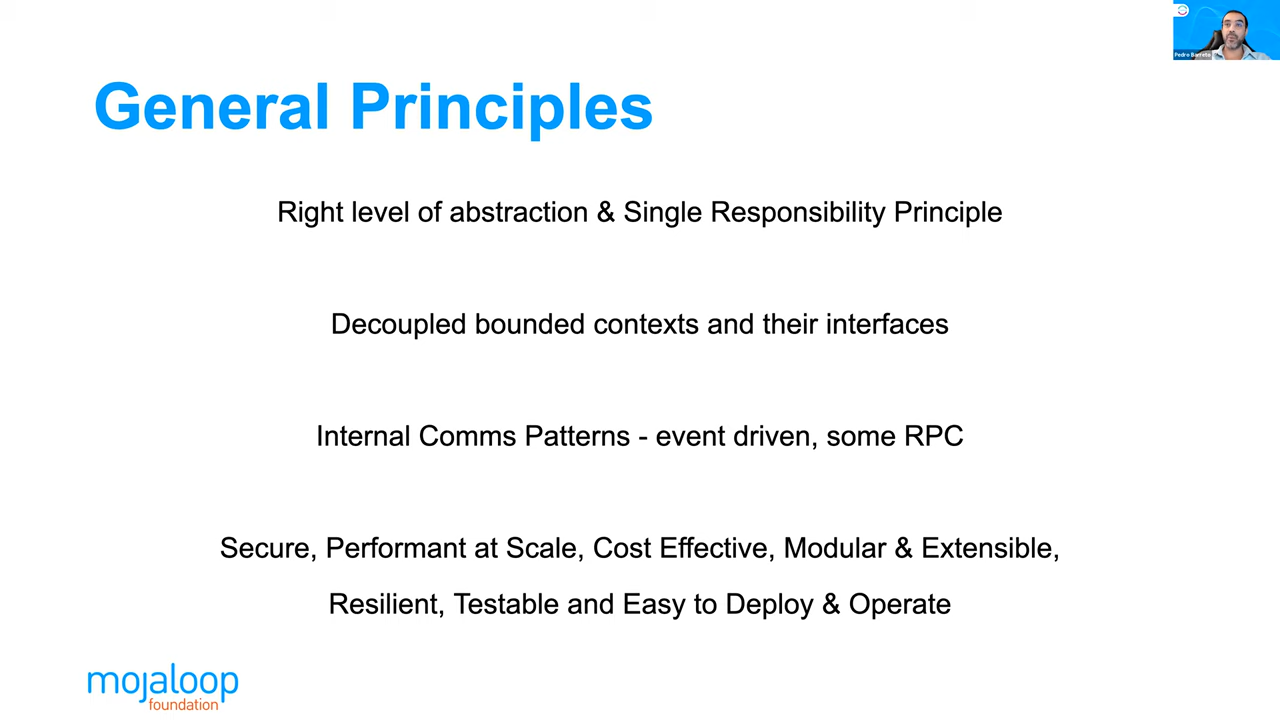 Pedro Barreto
General Principles
Right level of abstraction & Single Responsibility Principle
Decoupled bounded contexts and their interfaces
Internal Comms Patterns - event driven, some RPC
Secure, Performant at Scale, Cost Effective, Modular & Extensible,
Resilient, Testable and Easy to Deploy & Operate
mojaloop
foundation